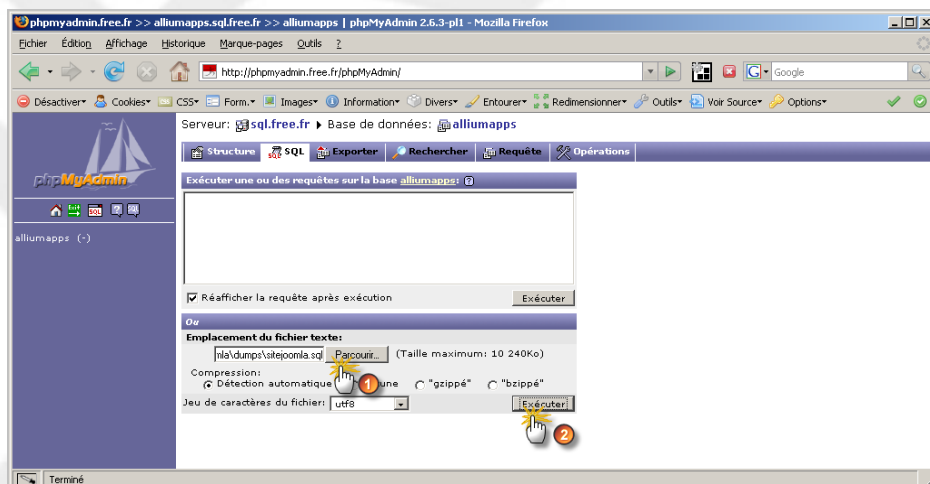 phpmyadmin.free.fr >> alliumapps.sql.free.fr >> alliumapps | phpMyAdmin 2.6.3-pl1 - Mozilla Firefox
Fichier Édition Affichage Historique Marque-pages Outils ?
http://phpmyadmin.free.fr/phpMyAdmin/ G Google
Désactiver Cookies CSS Form. Images Information Divers Entourer Redimensionner Outils Voir Source Options
Serveur: sql.free.fr Base de données: alliumapps
Structure SQL Exporter Rechercher Requête Opérations
phpMyAdmin
Exécuter une ou des requêtes sur la base alliumapps:
alliumapps (-)
Réafficher la requête après exécution Exécuter
Ou
Emplacement du fichier texte:
nla\dumps\sitejoomla.sql Parcourir... (Taille maximum: 10 240Ko)
Compression:
Détection automatique 1 une "gzippé" "bzippé"
Jeu de caractères du fichier: utf8 Exécuter
2
Terminé